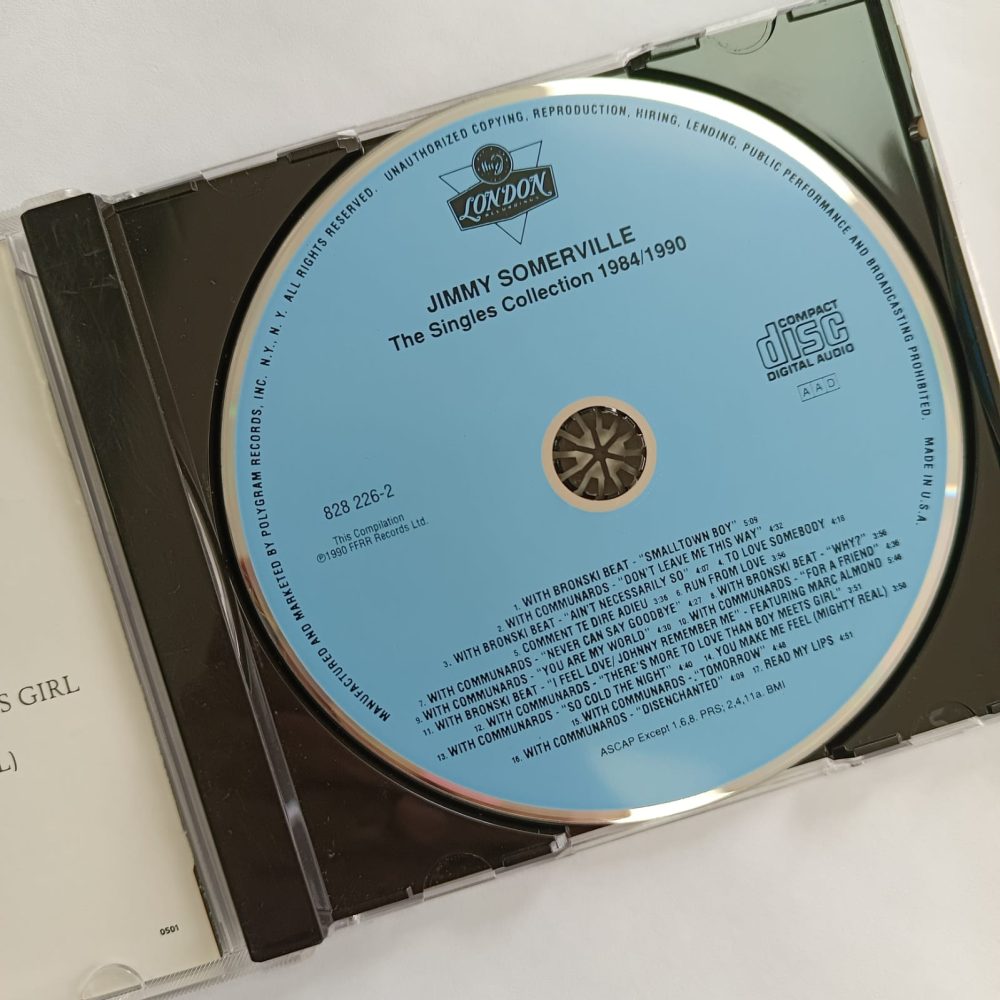 MANUFACTURED AND MARKETED BY POLYGRAM RECORDS, INC. N.Y., N.Y. ALL RIGHTS RESERVED. UNAUTHORIZED COPYING, REPRODUCTION, HIRING, LENDING, PUBLIC PERFORMANCE AND BROADCASTING PROHIBITED. MADE IN U.S.A.
LONDON
RECORDINGS
JIMMY SOMERVILLE
The Singles Collection 1984/1990
COMPACT
disc
DIGITAL AUDIO
AAD
828 226-2
This Compilation
℗1990 FFRR Records Ltd.
1. WITH BRONSKI BEAT - "SMALLTOWN BOY" 5:09
2. WITH COMMUNARDS - "DON'T LEAVE ME THIS WAY" 4:32
3. WITH BRONSKI BEAT - "AIN'T NECESSARILY SO" 4:07 4. TO LOVE SOMEBODY 4:18
5. COMMENT TE DIRE ADIEU 3:36 6. RUN FROM LOVE 3:56
7. WITH COMMUNARDS - "NEVER CAN SAY GOODBYE" 4:27 8. WITH BRONSKI BEAT - "WHY?" 3:56
9. WITH COMMUNARDS - "YOU ARE MY WORLD" 4:30 10. WITH COMMUNARDS - "FOR A FRIEND" 4:36
11. WITH BRONSKI BEAT - "I FEEL LOVE/ JOHNNY REMEMBER ME" - FEATURING MARC ALMOND 5:46
12. WITH COMMUNARDS - "THERE'S MORE TO LOVE THAN BOY MEETS GIRL" 3:51
13. WITH COMMUNARDS - "SO COLD THE NIGHT" 4:40 14. YOU MAKE ME FEEL (MIGHTY REAL) 3:50
15. WITH COMMUNARDS - "TOMORROW" 4:48
16. WITH COMMUNARDS - "DISENCHANTED" 4:09 17. READ MY LIPS 4:51
ASCAP Except 1,6,8. PRS; 2,4,11a. BMI
S GIRL
L)
0501